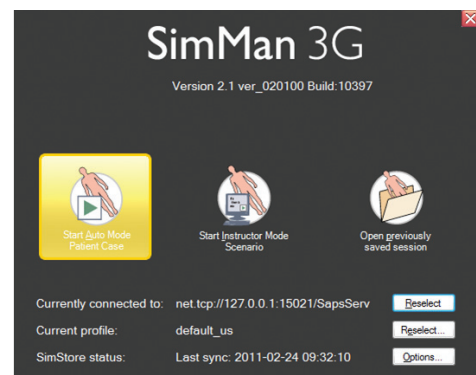 SimMan 3G
Version 2.1 ver_020100 Build:10397
Start Auto Mode
Patient Case
Start Instructor Mode
Scenario
Open previously
saved session
Currently connected to: net.tcp://127.0.0.1:15021/SapsServ Reselect
Current profile: default_us Reselect...
SimStore status: Last sync: 2011-02-24 09:32:10 Options...